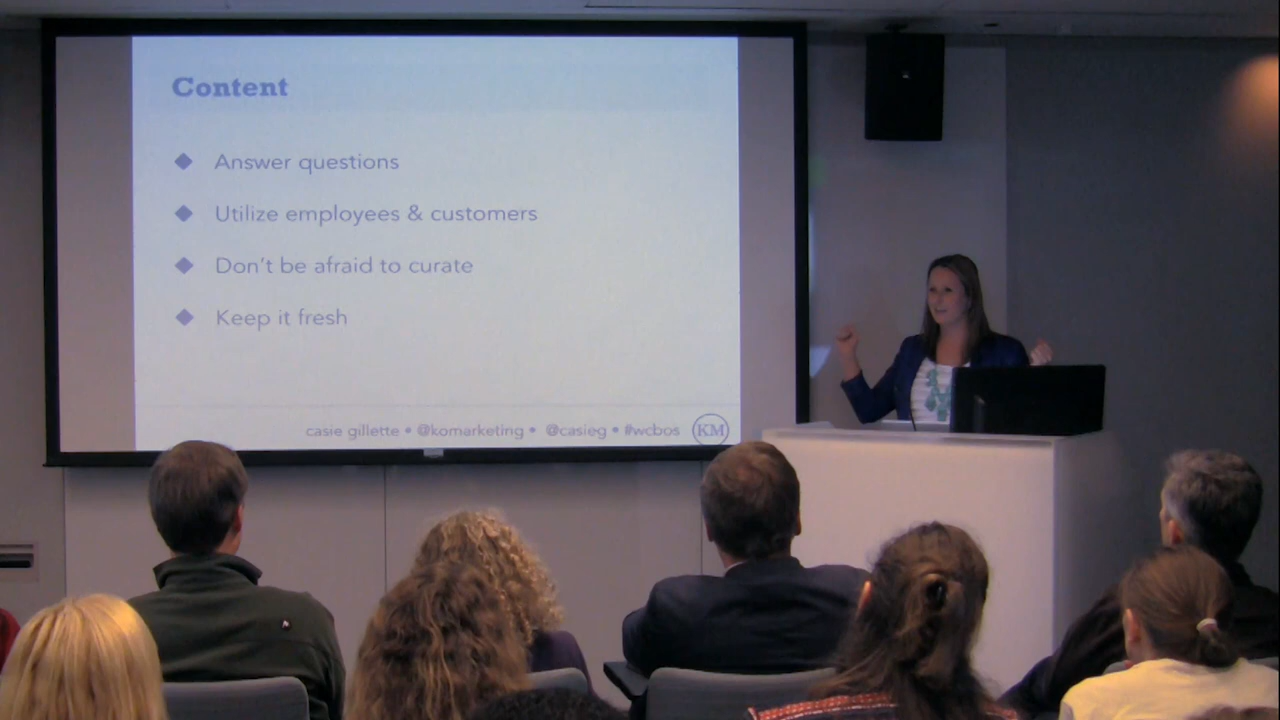 Content
◆ Answer questions
◆ Utilize employees & customers
◆ Don't be afraid to curate
◆ Keep it fresh
casie gillette • @komarketing • @casieg • #wcbos KM